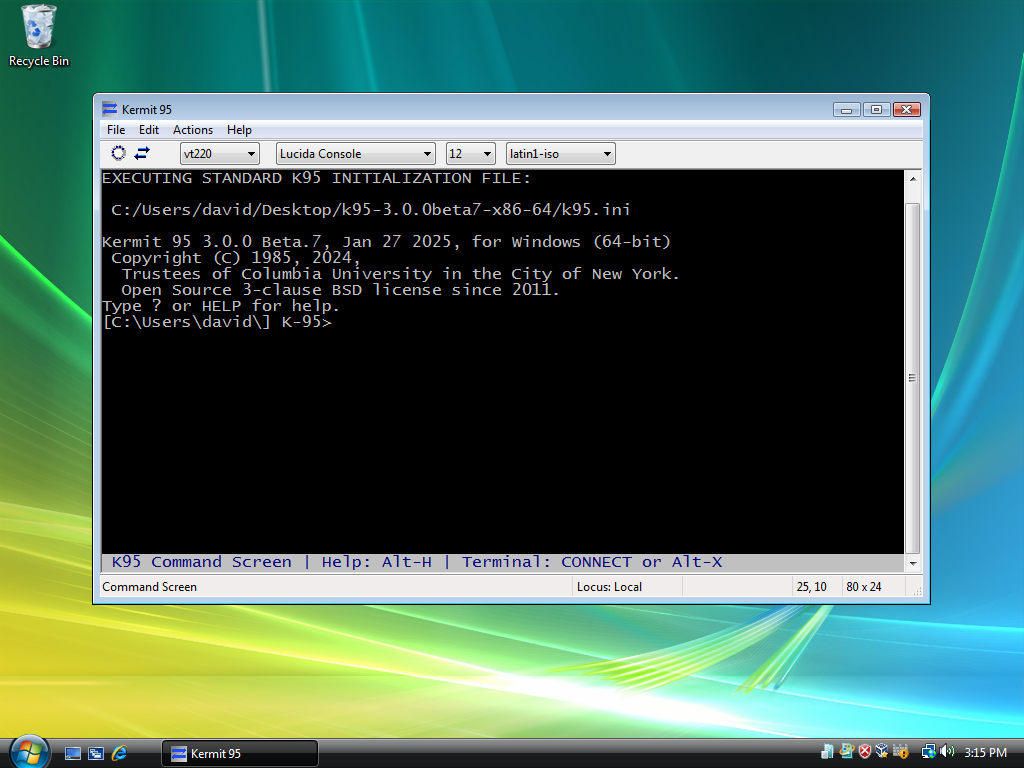 Recycle Bin
Kermit 95
File Edit Actions Help
vt220 Lucida Console 12 latin1-iso
EXECUTING STANDARD K95 INITIALIZATION FILE:
C:/Users/david/Desktop/k95-3.0.0beta7-x86-64/k95.ini
Kermit 95 3.0.0 Beta.7, Jan 27 2025, for Windows (64-bit)
Copyright (C) 1985, 2024,
Trustees of Columbia University in the City of New York.
Open Source 3-clause BSD license since 2011.
Type ? or HELP for help.
[C:\Users\david\] K-95>
K95 Command Screen | Help: Alt-H | Terminal: CONNECT or Alt-X
Command Screen Locus: Local 25, 10 80 x 24
Kermit 95 3:15 PM